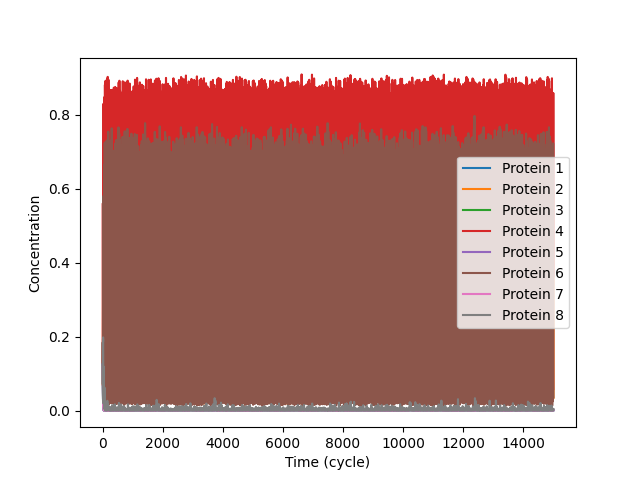 0.8
0.6
0.4
0.2
0.0
Concentration
Protein 1
Protein 2
Protein 3
Protein 4
Protein 5
Protein 6
Protein 7
Protein 8
0 2000 4000 6000 8000 10000 12000 14000
Time (cycle)